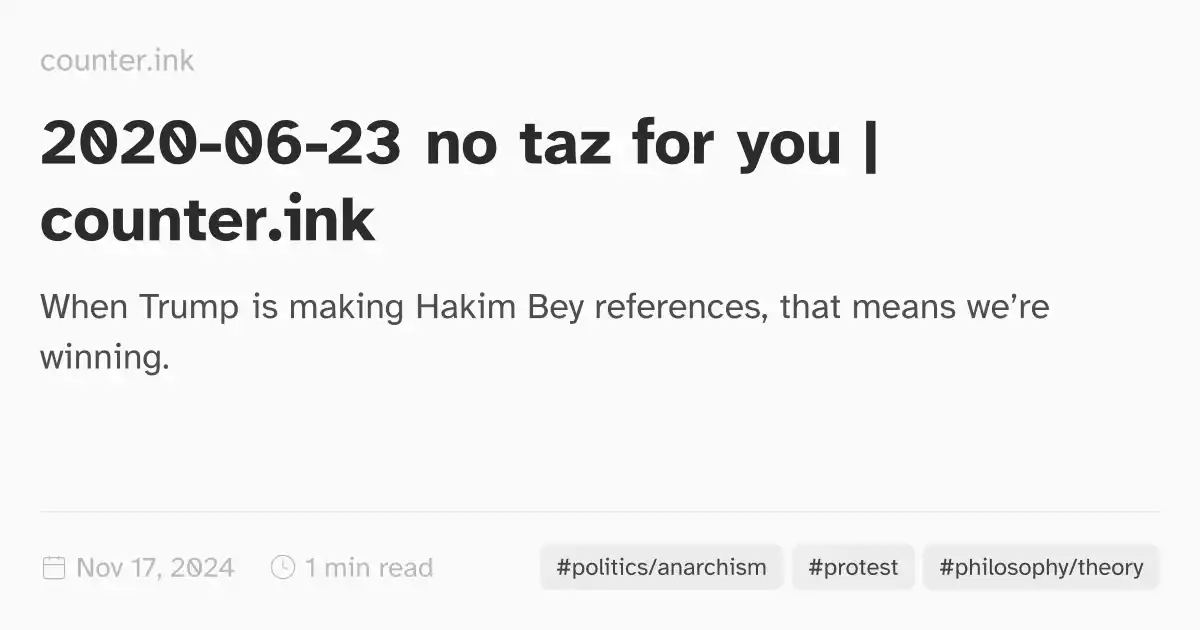 counter.ink
2020-06-23 no taz for you |
counter.ink
When Trump is making Hakim Bey references, that means we’re
winning.
Nov 17, 2024 1 min read #politics/anarchism #protest #philosophy/theory